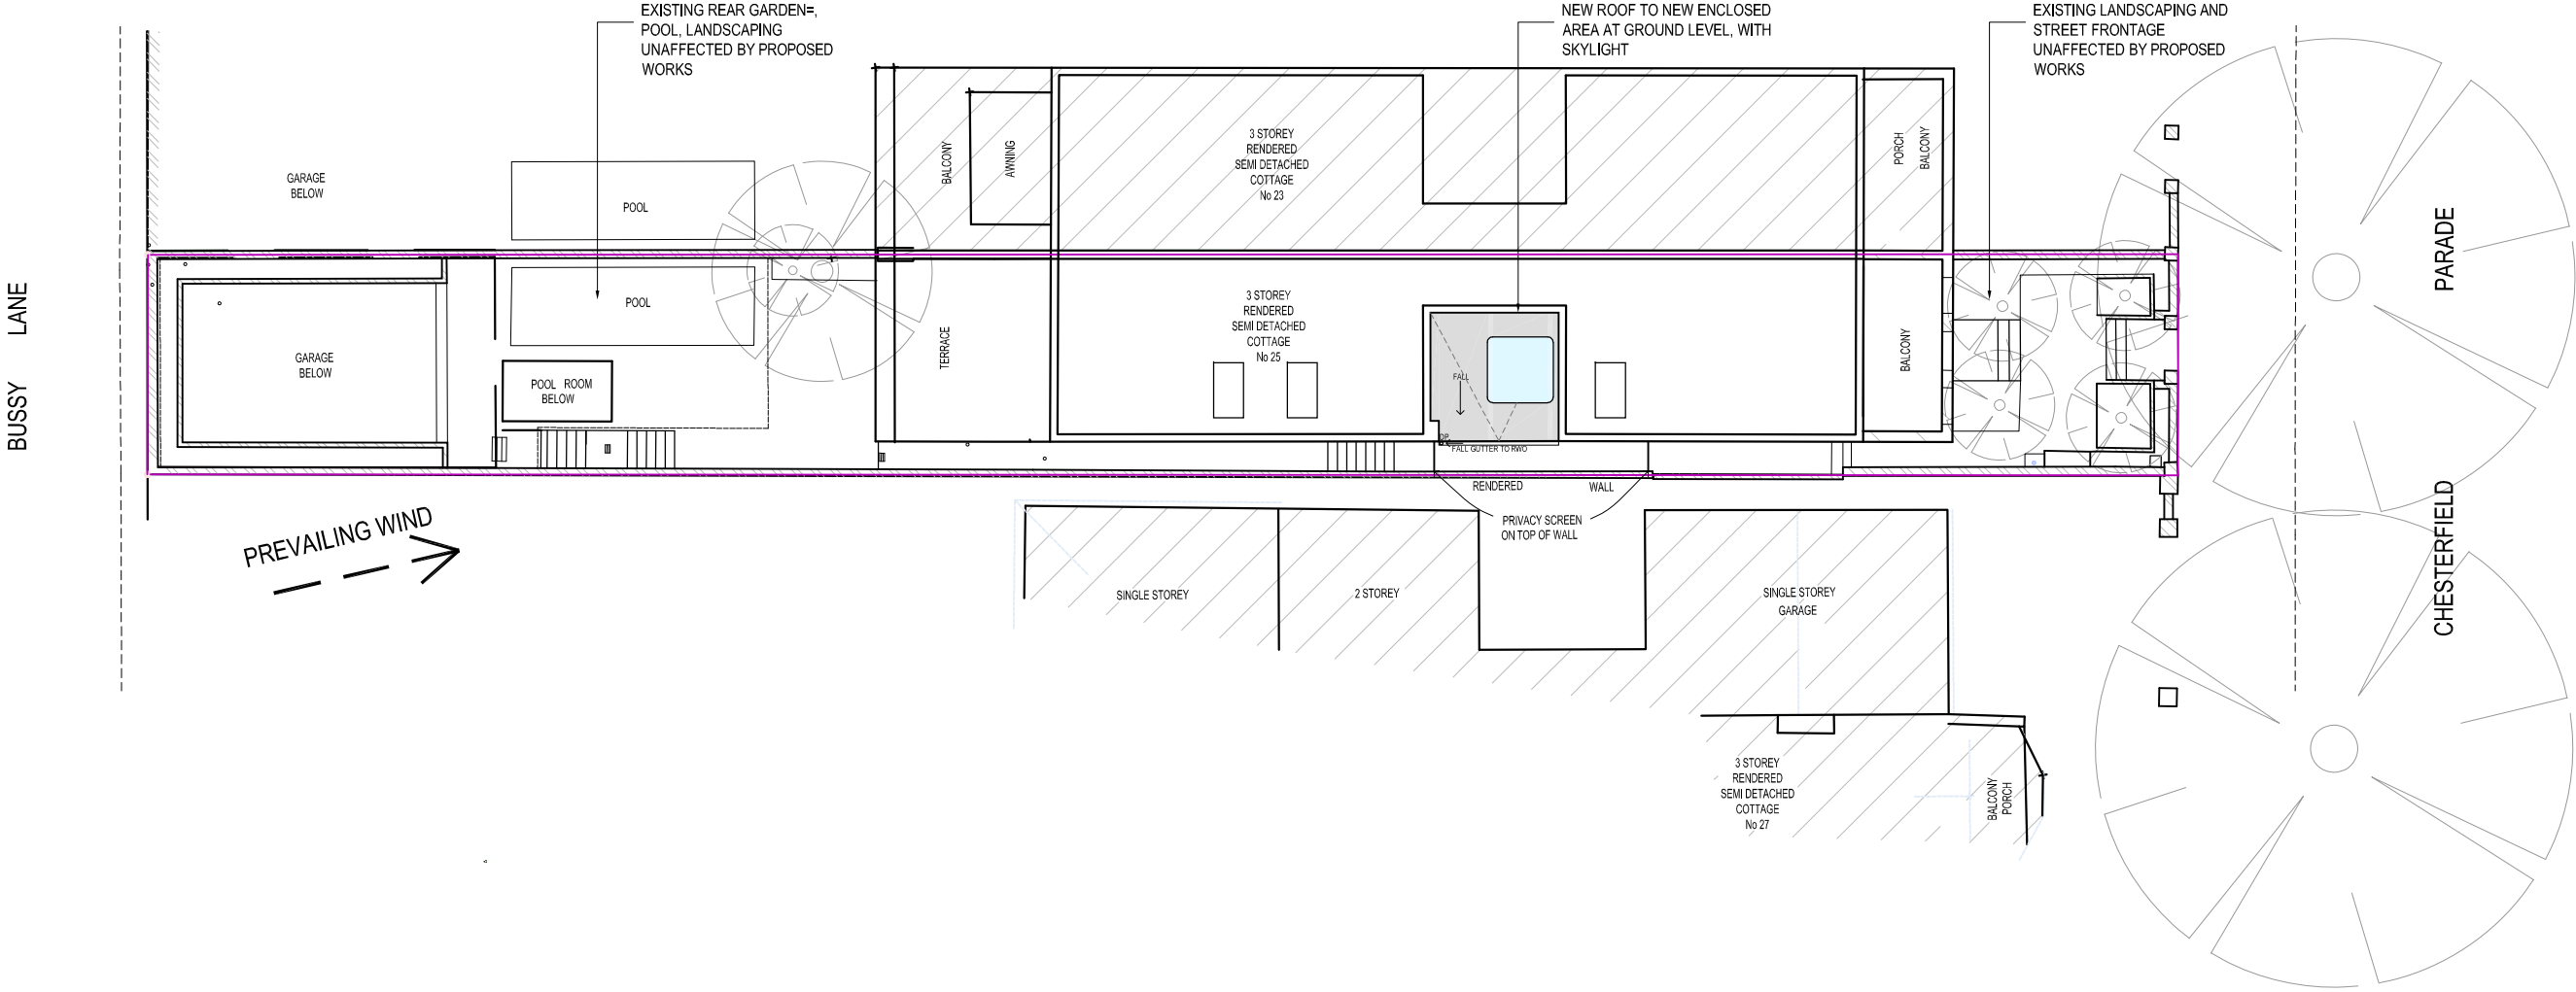 EXISTING REAR GARDEN=,
POOL, LANDSCAPING
UNAFFECTED BY PROPOSED
WORKS
NEW ROOF TO NEW ENCLOSED
AREA AT GROUND LEVEL, WITH
SKYLIGHT
EXISTING LANDSCAPING AND
STREET FRONTAGE
UNAFFECTED BY PROPOSED
WORKS
GARAGE
BELOW
POOL
BALCONY
AWNING
3 STOREY
RENDERED
SEMI DETACHED
COTTAGE
No 23
PORCH
BALCONY
BUSSY LANE
GARAGE
BELOW
POOL
POOL ROOM
BELOW
TERRACE
3 STOREY
RENDERED
SEMI DETACHED
COTTAGE
No 25
FALL
DP
FALL GUTTER TO RWO
BALCONY
CHESTERFIELD PARADE
RENDERED WALL
PRIVACY SCREEN
ON TOP OF WALL
PREVAILING WIND
SINGLE STOREY
2 STOREY
SINGLE STOREY
GARAGE
3 STOREY
RENDERED
SEMI DETACHED
COTTAGE
No 27
BALCONY
PORCH